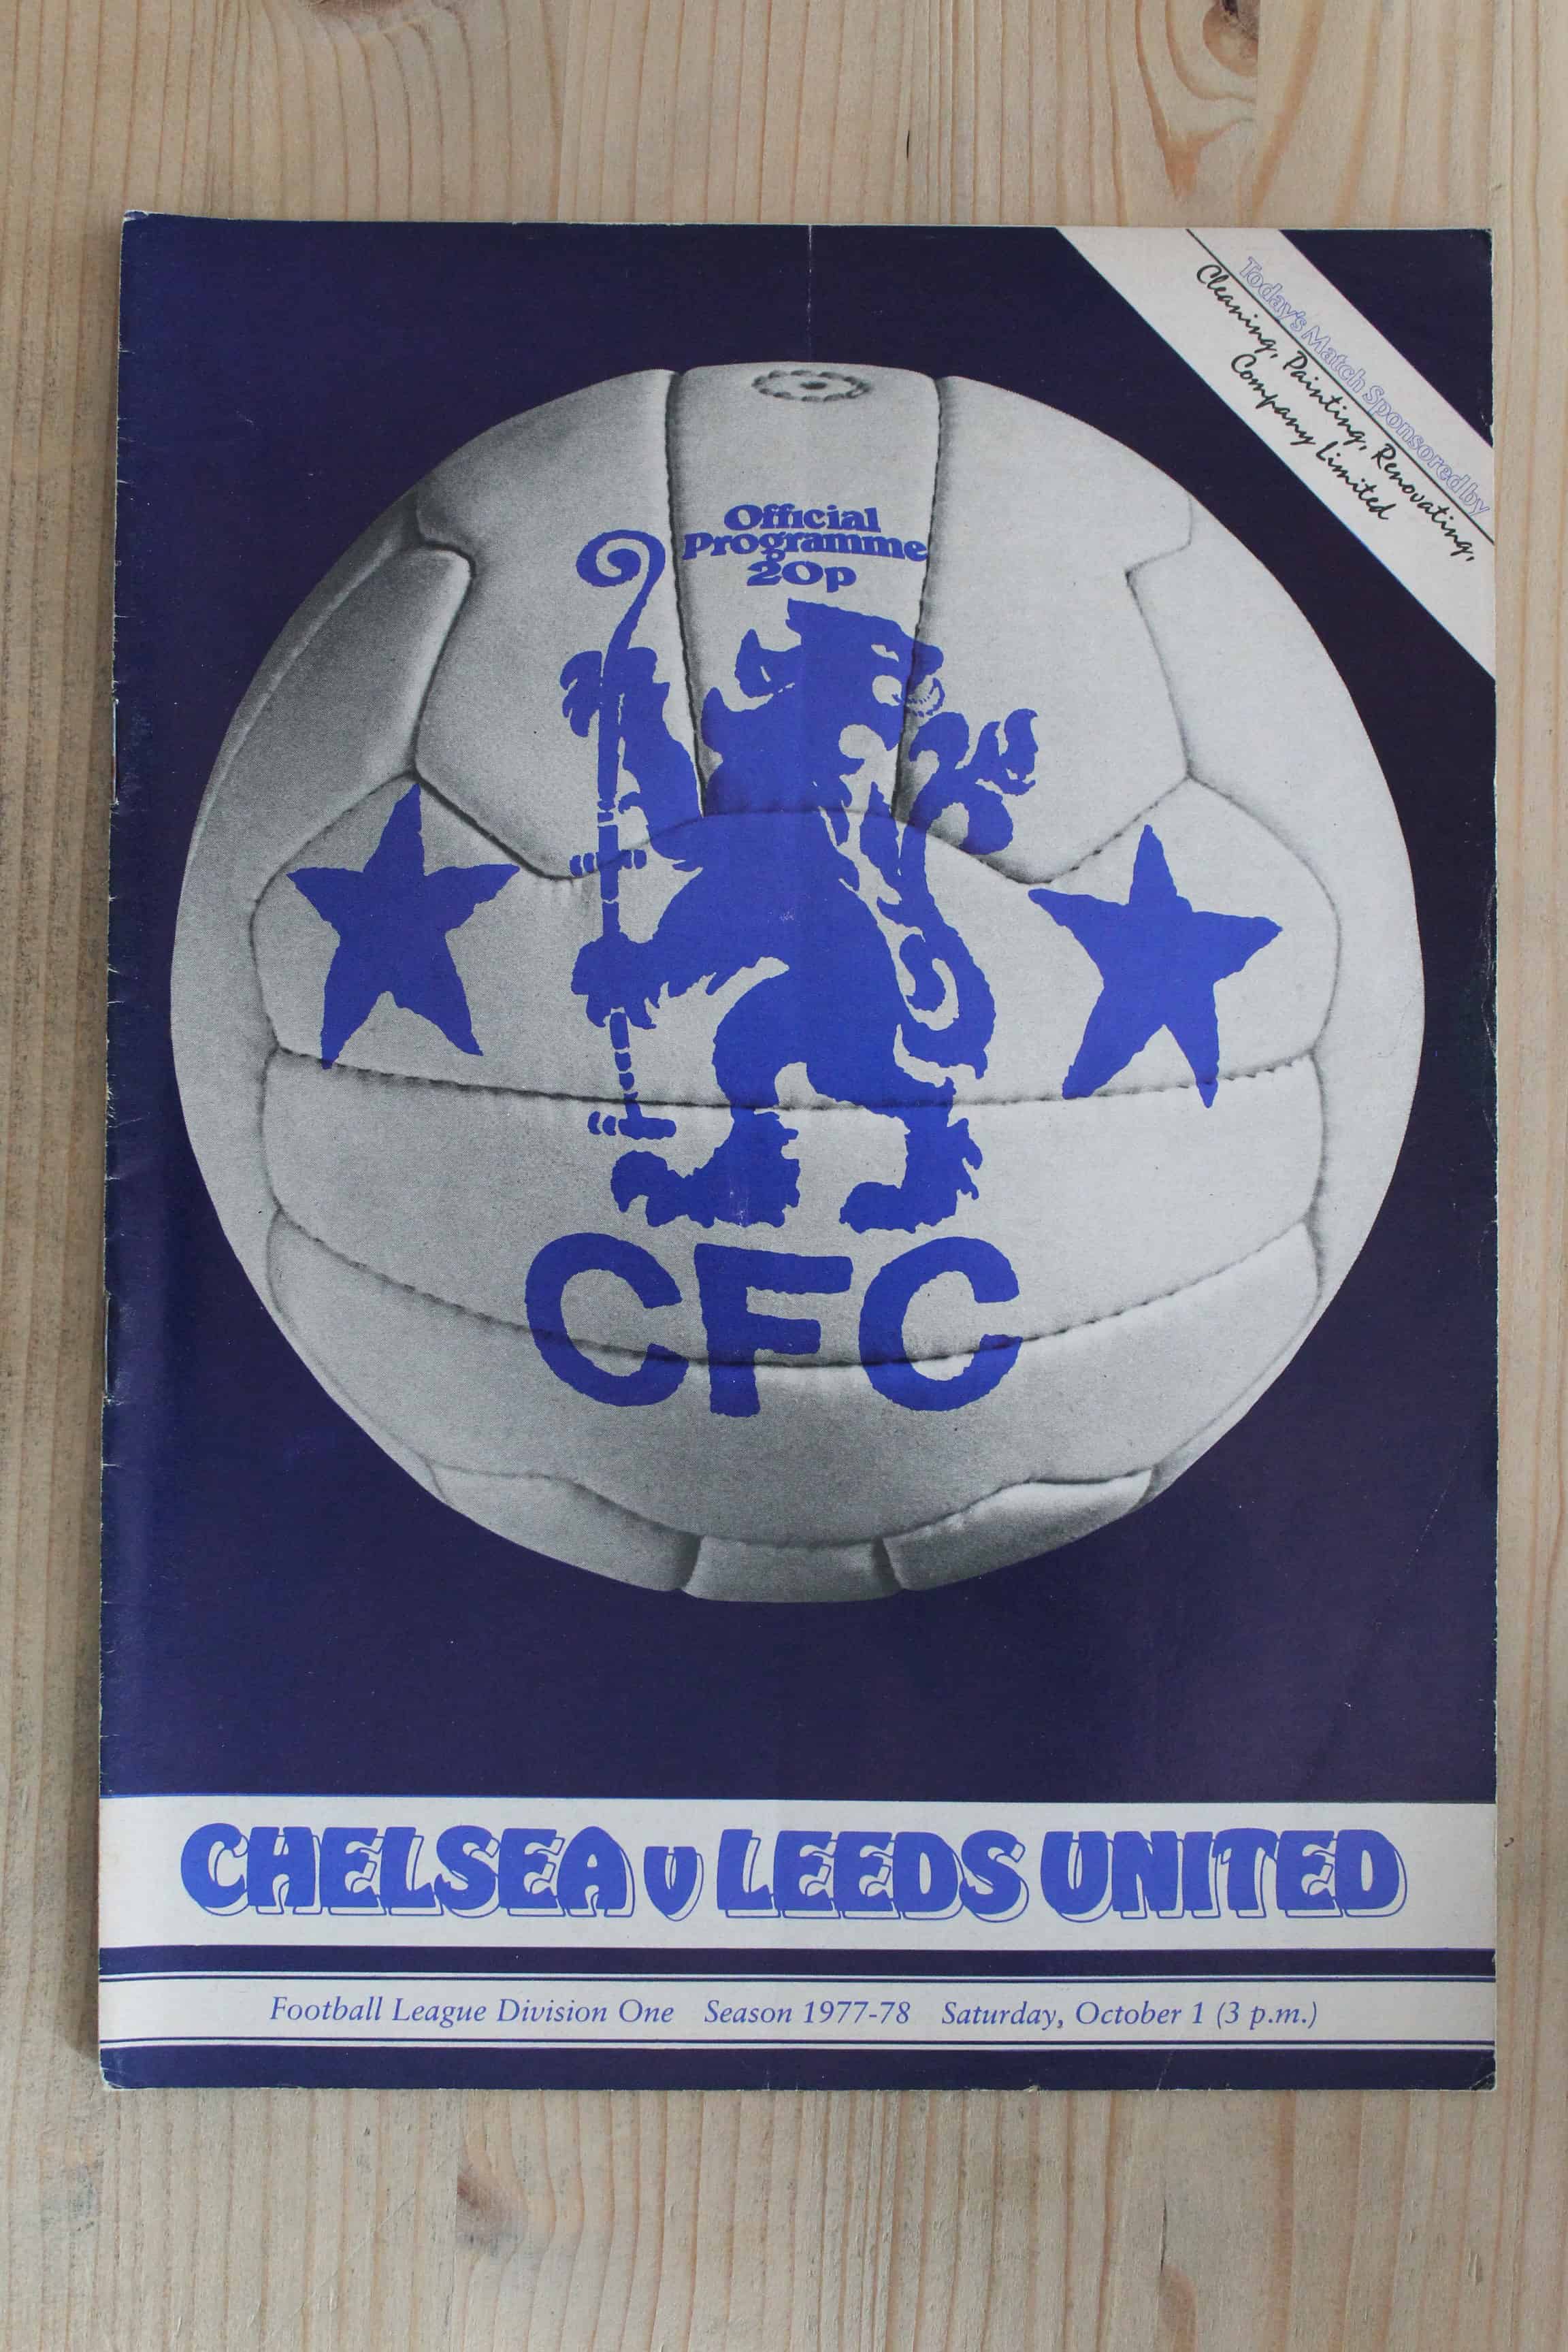 Today's Match Sponsored by
Cleaning, Painting, Renovating,
Company Limited
Official
Programme
20p
CFC
CHELSEA v LEEDS UNITED
Football League Division One Season 1977-78 Saturday, October 1 (3 p.m.)